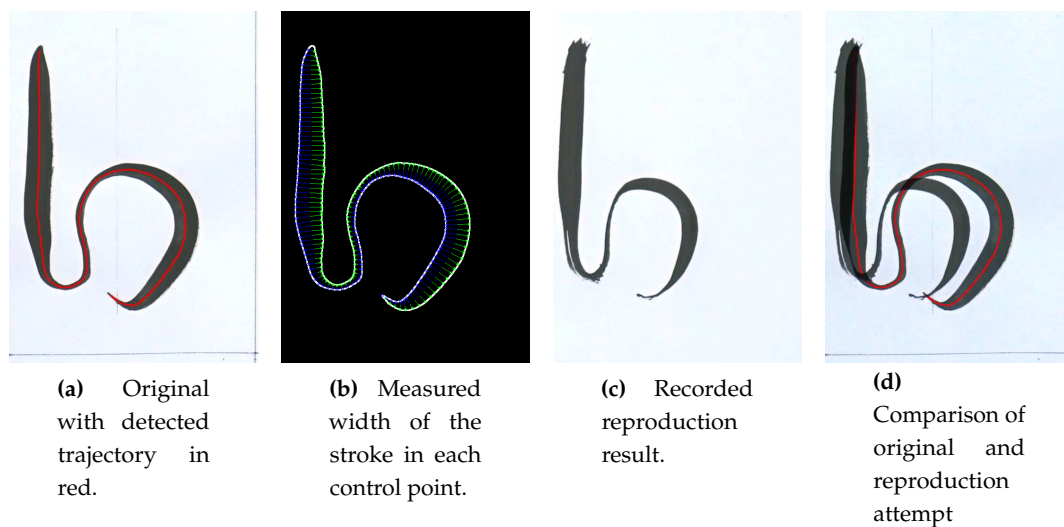 (a) Original
with detected
trajectory in
red.
(b) Measured
width of the
stroke in each
control point.
(c) Recorded
reproduction
result.
(d)
Comparison of
original and
reproduction
attempt